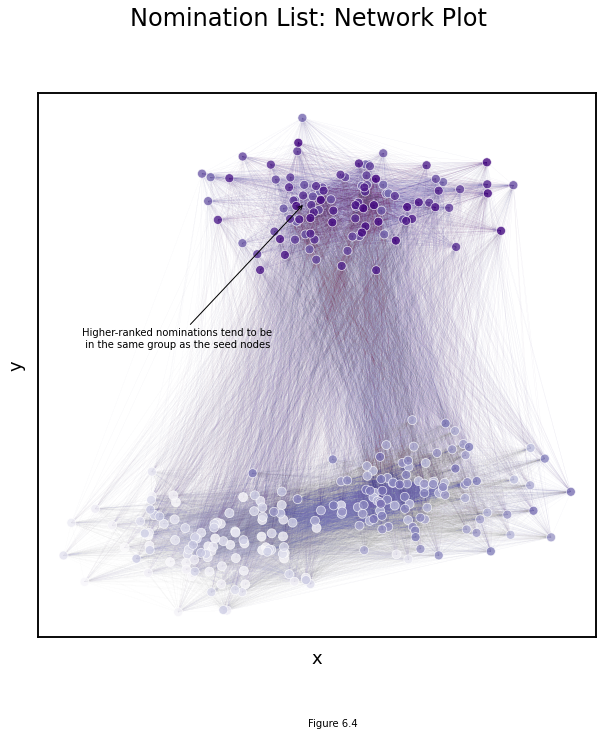 Nomination List: Network Plot
Higher-ranked nominations tend to be
in the same group as the seed nodes
y
x
Figure 6.4